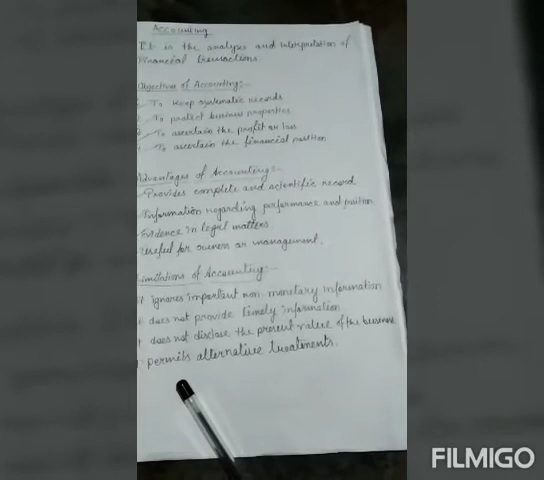 Accounting
It is the analysis and interpretation of
Financial transactions.
Objectives of Accounting:-
To keep systematic records
To protect business properties
To ascertain the profit or loss
To ascertain the financial position
Advantages of Accounting:-
Provides complete and scientific record
Information regarding performance and position
Evidence in legal matters.
Useful for owners or management.
Limitations of Accounting:-
It ignores important non-monetary information
It does not provide timely information
It does not disclose the present value of the business
It permits alternative treatments.
FILMIGO